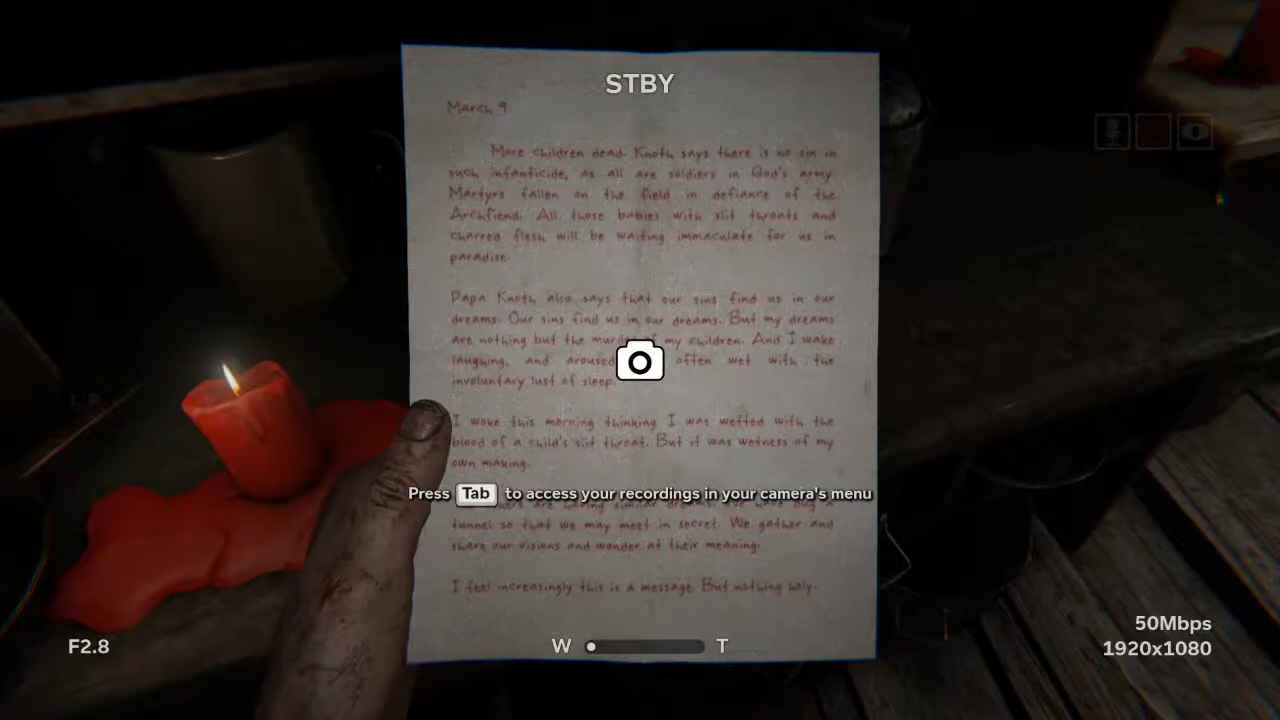 STBY
March 9
More children dead. Knoth says there is no sin in
such infanticide, as all are soldiers in God's army.
Martyrs fallen on the field in defiance of the
Archfiend. All those babies with slit throats and
charred flesh will be waiting immaculate for us in
paradise.
Papa Knoth also says that our sins find us in our
dreams. Our sins find us in our dreams. But my dreams
are nothing but the murder of my children. And I wake
laughing, and aroused often wet with the
involuntary lust of sleep.
I woke this morning thinking I was wetted with the
blood of a child's slit throat. But it was wetness of my
own making.
Press Tab to access your recordings in your camera's menu
are having similar dreams. We have dug a
tunnel so that we may meet in secret. We gather and
share our visions and wonder at their meaning.
I feel increasingly this is a message. But nothing holy.
L R
F2.8
W T
50Mbps
1920x1080